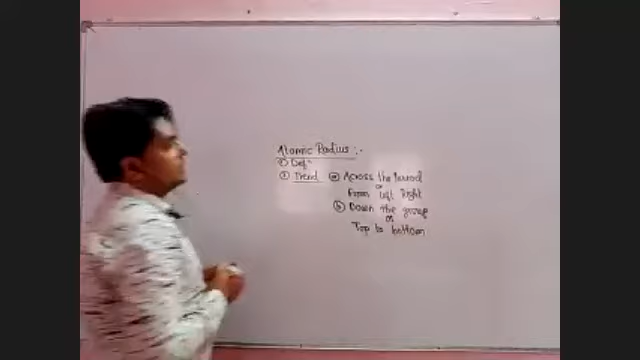 Atomic Radius :-
① Defⁿ
② Trend ⓐ Across the Period
or
From left Right
ⓑ Down the group
or
Top to bottom